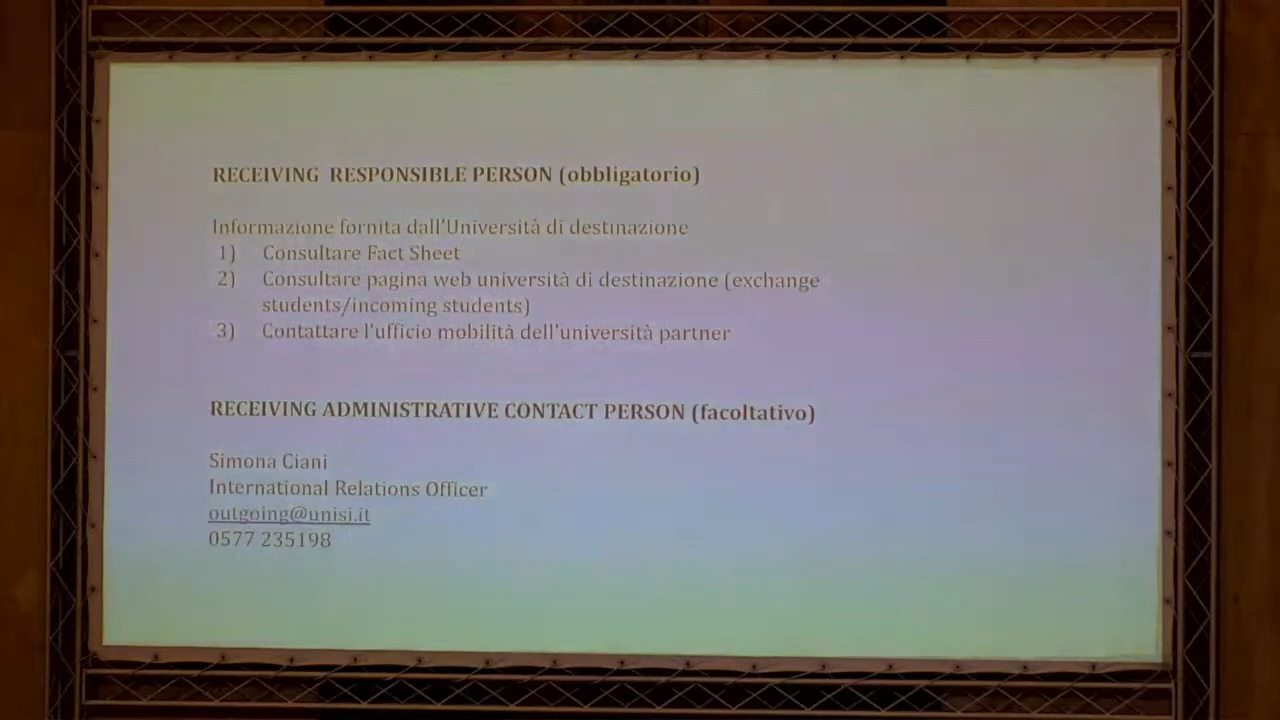 RECEIVING RESPONSIBLE PERSON (obbligatorio)
Informazione fornita dall'Università di destinazione
1) Consultare Fact Sheet
2) Consultare pagina web università di destinazione (exchange
students/incoming students)
3) Contattare l'ufficio mobilità dell'università partner
RECEIVING ADMINISTRATIVE CONTACT PERSON (facoltativo)
Simona Ciani
International Relations Officer
outgoing@unisi.it
0577 235198